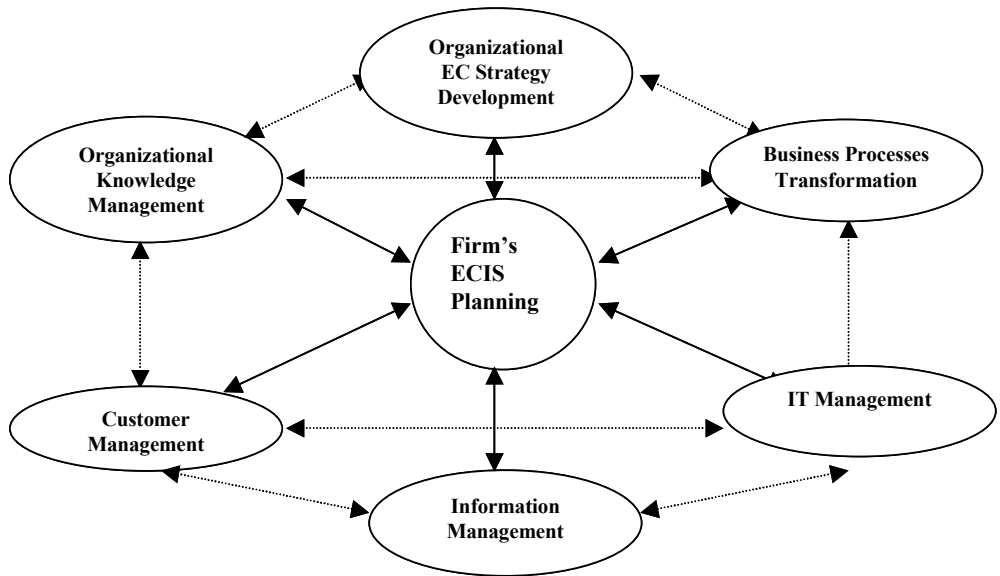 Organizational
EC Strategy
Development
Organizational
Knowledge
Management
Business Processes
Transformation
Firm’s
ECIS
Planning
Customer
Management
IT Management
Information
Management